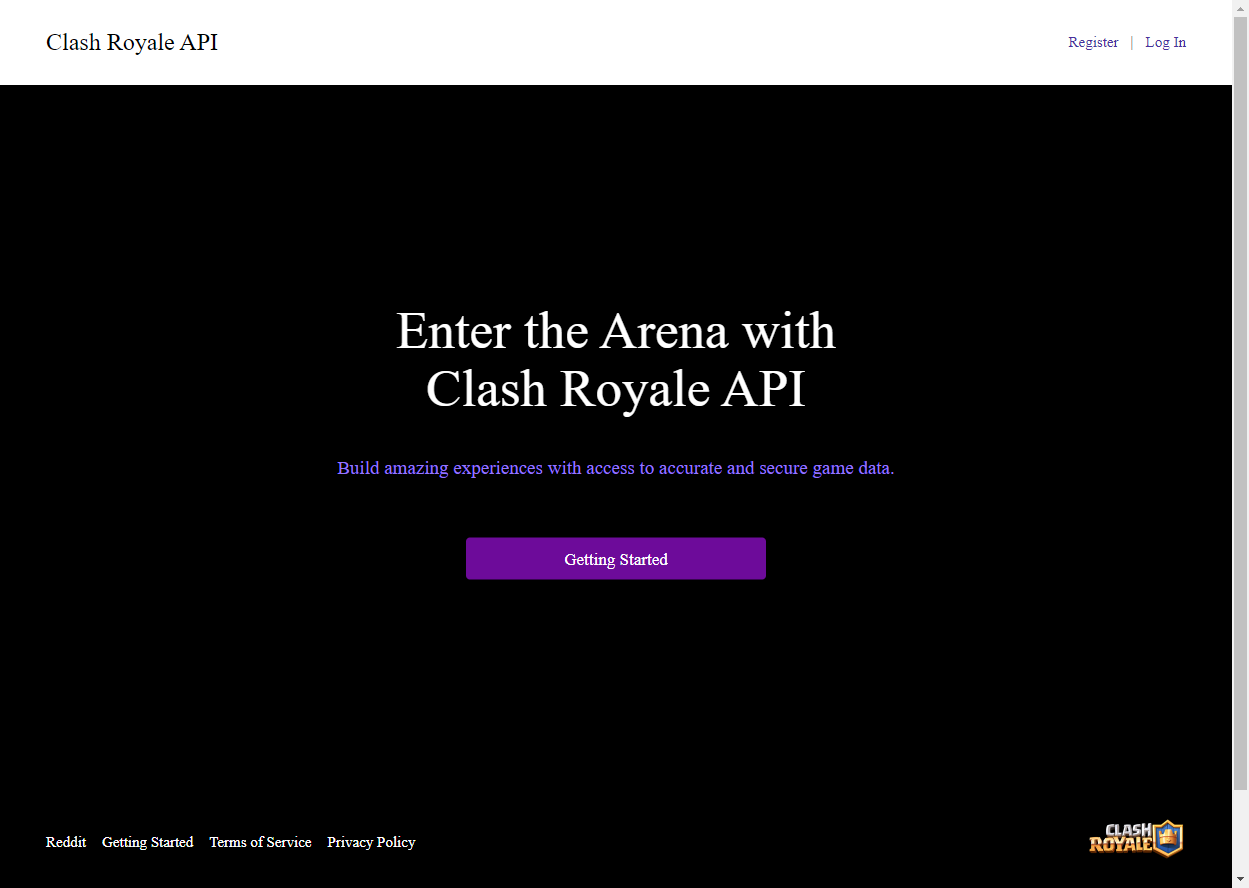 Clash Royale API
Register | Log In
Enter the Arena with
Clash Royale API
Build amazing experiences with access to accurate and secure game data.
Getting Started
Reddit Getting Started Terms of Service Privacy Policy
CLASH
ROYALE